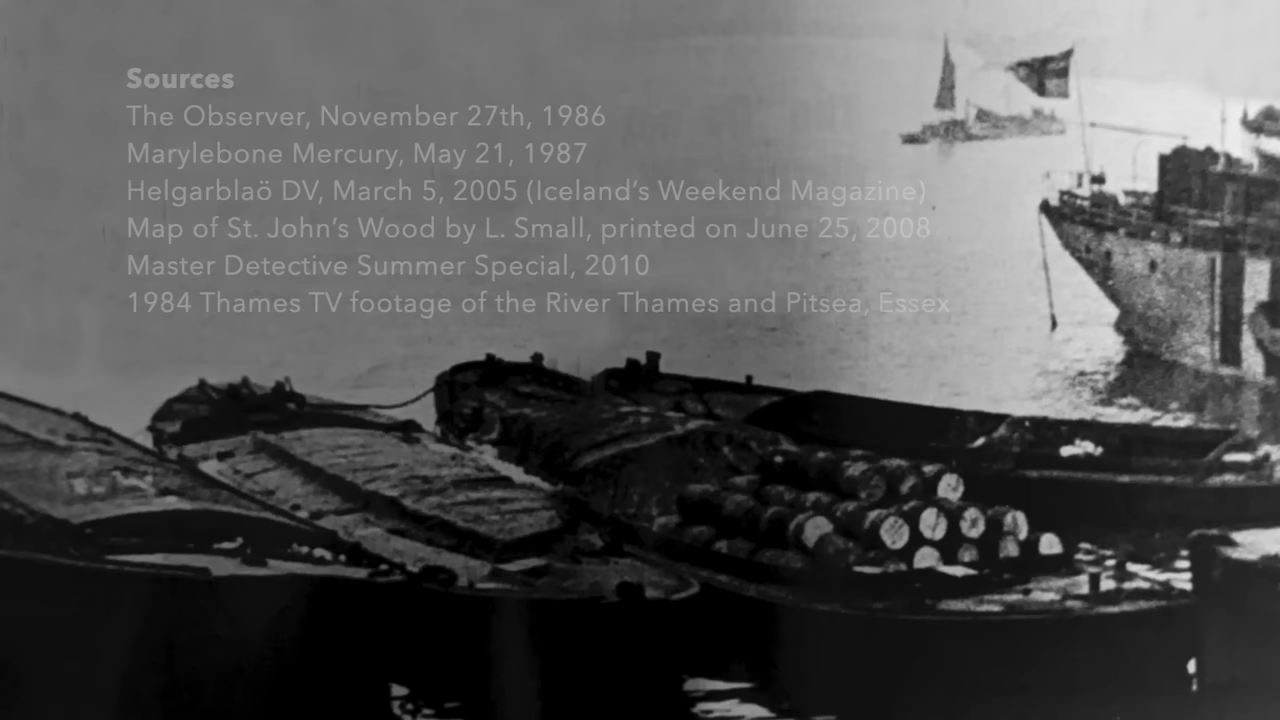 Sources
The Observer, November 27th, 1986
Marylebone Mercury, May 21, 1987
Helgarblaö DV, March 5, 2005 (Iceland's Weekend Magazine)
Map of St. John's Wood by L. Small, printed on June 25, 2008
Master Detective Summer Special, 2010
1984 Thames TV footage of the River Thames and Pitsea, Essex